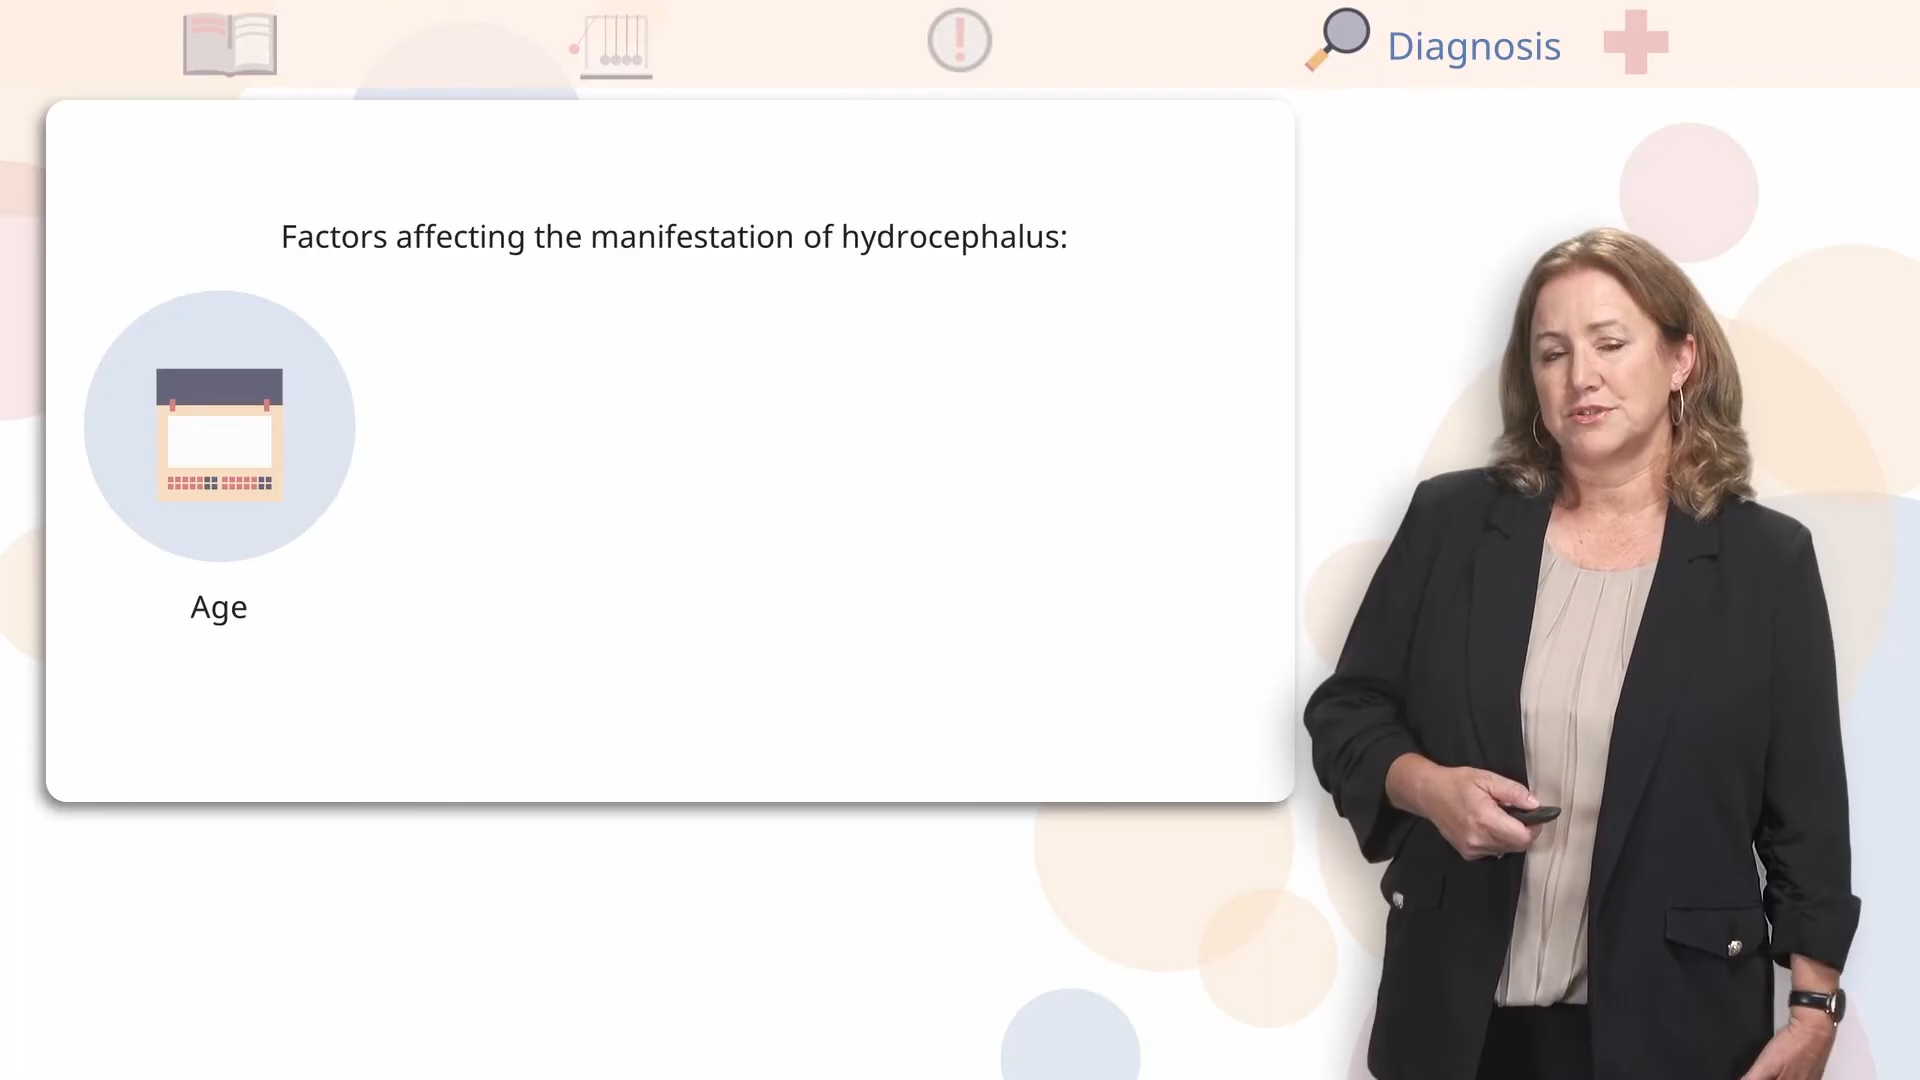 Diagnosis
Factors affecting the manifestation of hydrocephalus:
Age